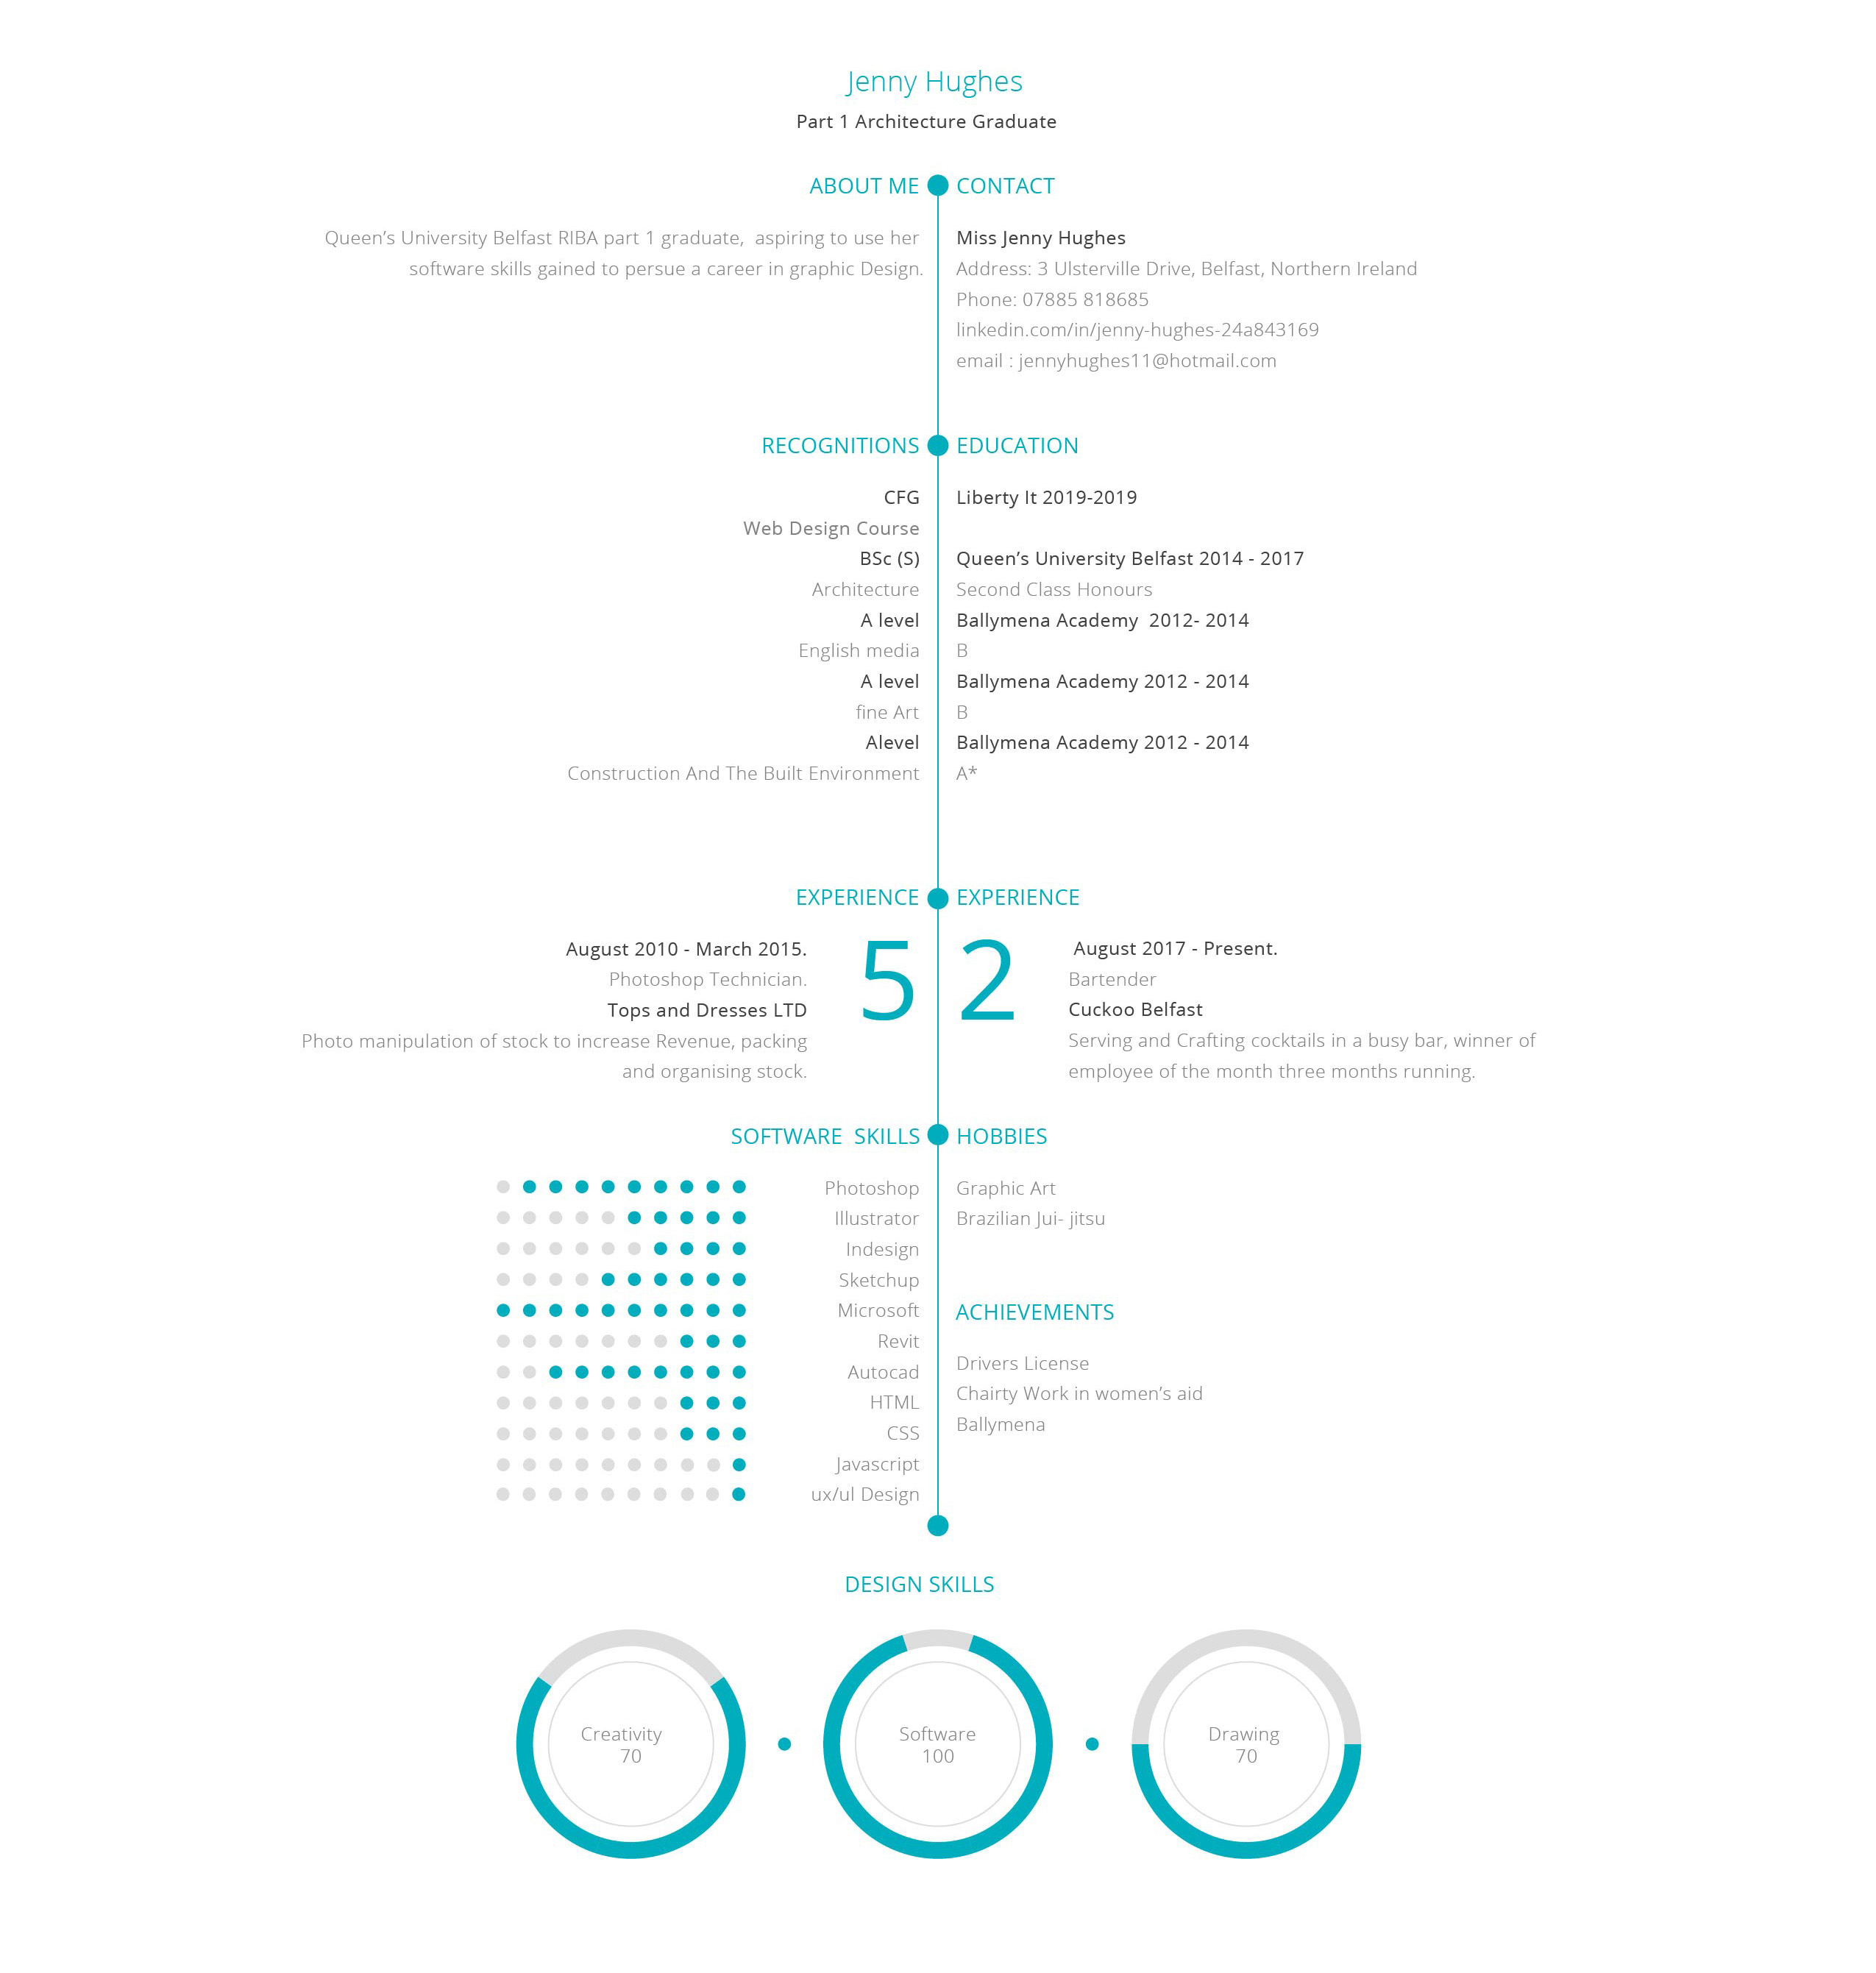 Jenny Hughes
Part 1 Architecture Graduate
ABOUT ME
Queen’s University Belfast RIBA part 1 graduate,  aspiring to use her
software skills gained to persue a career in graphic Design.
CONTACT
Miss Jenny Hughes
Address: 3 Ulsterville Drive, Belfast, Northern Ireland
Phone: 07885 818685
linkedin.com/in/jenny-hughes-24a843169
email : jennyhughes11@hotmail.com
RECOGNITIONS
EDUCATION
CFG
Liberty It 2019-2019
Web Design Course
BSc (S)
Queen’s University Belfast 2014 - 2017
Architecture
Second Class Honours
A level
Ballymena Academy  2012- 2014
English media
B
A level
Ballymena Academy 2012 - 2014
fine Art
B
Alevel
Ballymena Academy 2012 - 2014
Construction And The Built Environment
A*
EXPERIENCE
August 2010 - March 2015.
Photoshop Technician.
Tops and Dresses LTD
Photo manipulation of stock to increase Revenue, packing
and organising stock.
5
EXPERIENCE
2
August 2017 - Present.
Bartender
Cuckoo Belfast
Serving and Crafting cocktails in a busy bar, winner of
employee of the month three months running.
SOFTWARE  SKILLS
Photoshop
Illustrator
Indesign
Sketchup
Microsoft
Revit
Autocad
HTML
CSS
Javascript
ux/ul Design
HOBBIES
Graphic Art
Brazilian Jui- jitsu
ACHIEVEMENTS
Drivers License
Chairty Work in women’s aid
Ballymena
DESIGN SKILLS
Creativity
70
Software
100
Drawing
70